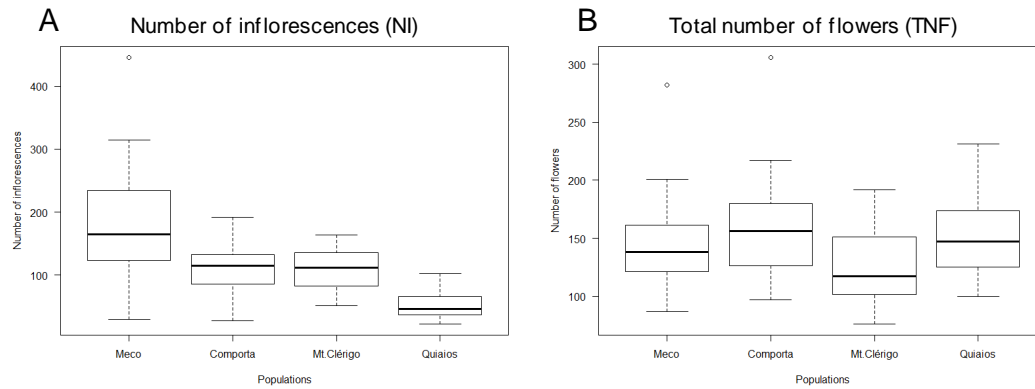 A
Number of inflorescences (NI)
Number of inflorescences
400
300
200
100
Meco
Comporta
Mt.Clérigo
Quiaios
Populations
B
Total number of flowers (TNF)
Number of flowers
300
250
200
150
100
Meco
Comporta
Mt.Clérigo
Quiaios
Populations